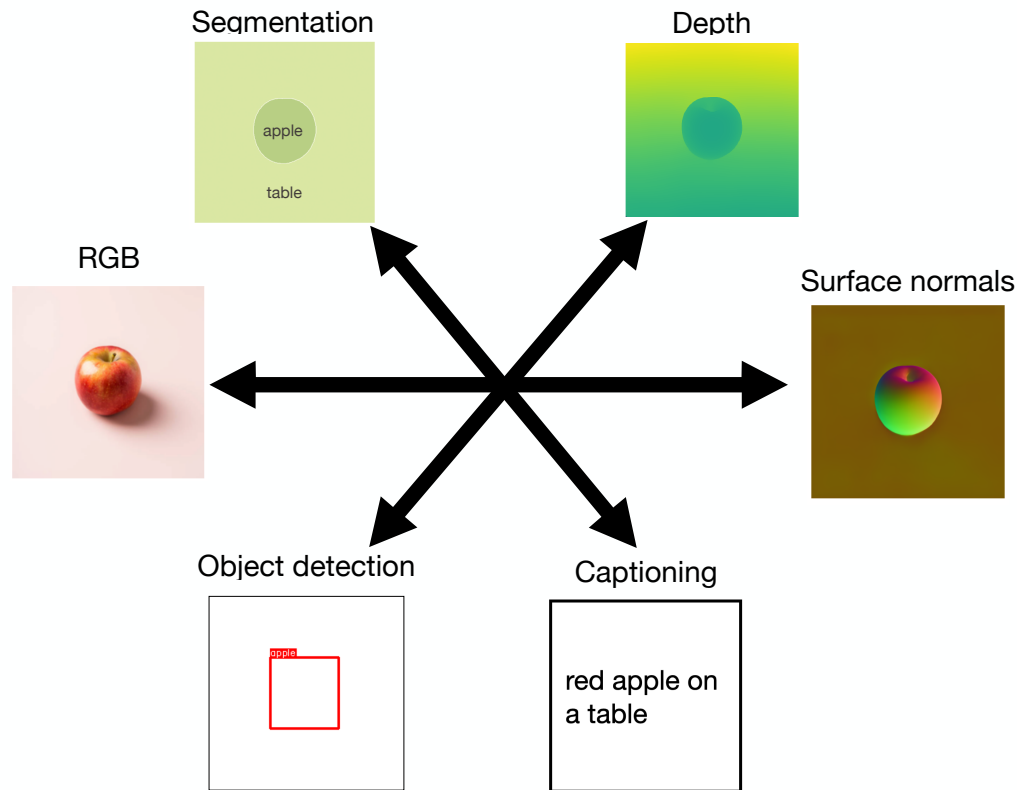 Segmentation
Depth
apple
table
RGB
Surface normals
Object detection
Captioning
apple
red apple on
a table